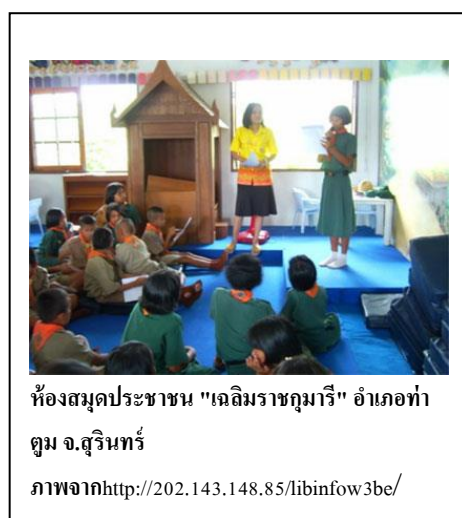 ห้องสมุดประชาชน "เฉลิมราชกุมารี" อำเภอท่า
ตูม จ.สุรินทร์
ภาพจากhttp://202.143.148.85/libinfow3be/